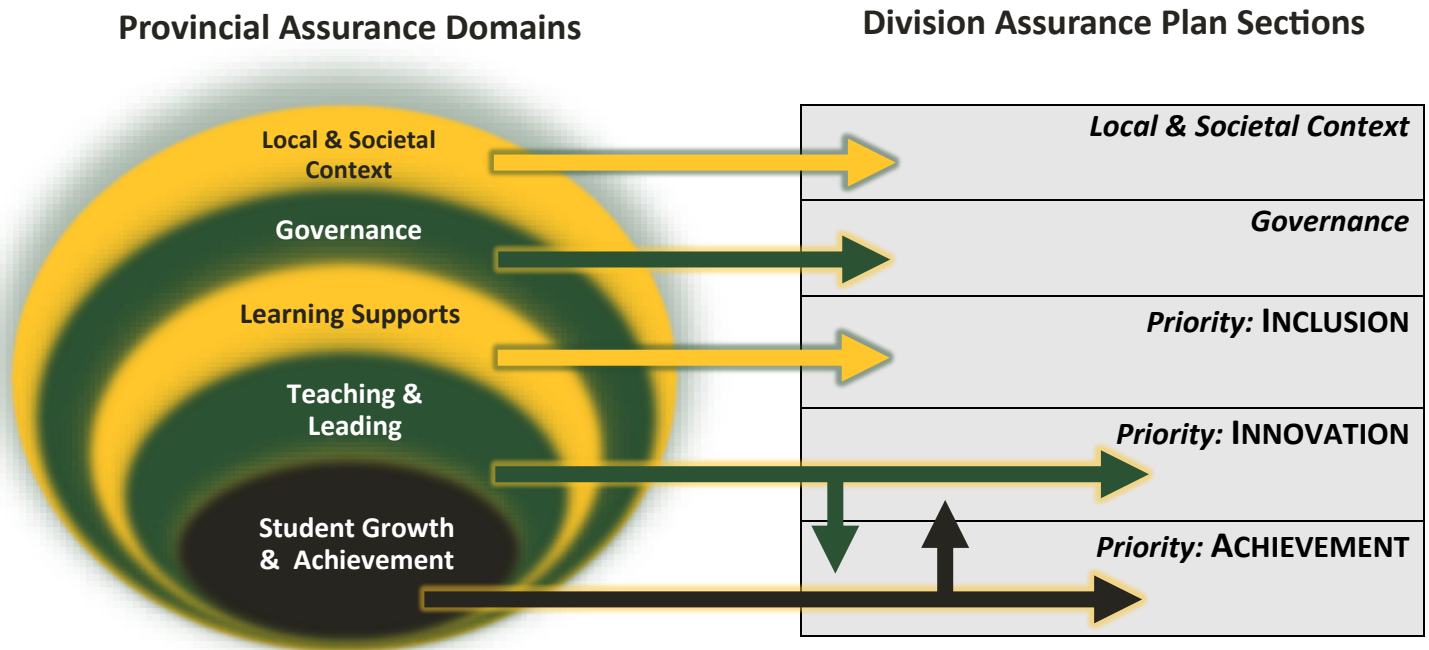 Provincial Assurance Domains
Division Assurance Plan Sections
Local & Societal
Context
Governance
Learning Supports
Teaching &
Leading
Student Growth
& Achievement
Local & Societal Context
Governance
Priority: INCLUSION
Priority: INNOVATION
Priority: ACHIEVEMENT